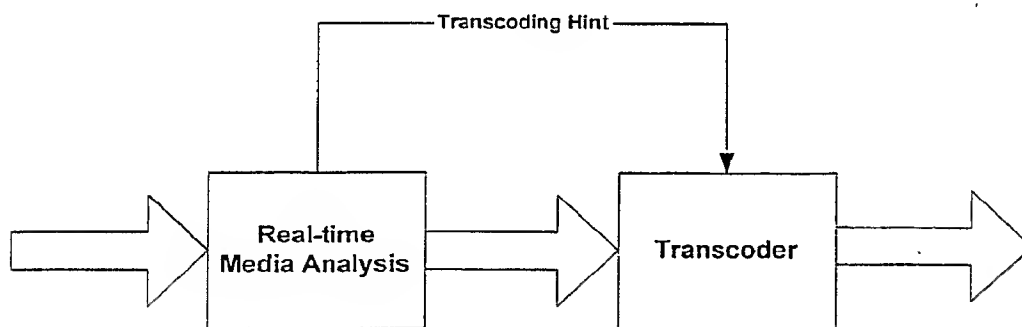 Transcoding Hint
Real-time
Media Analysis
Transcoder